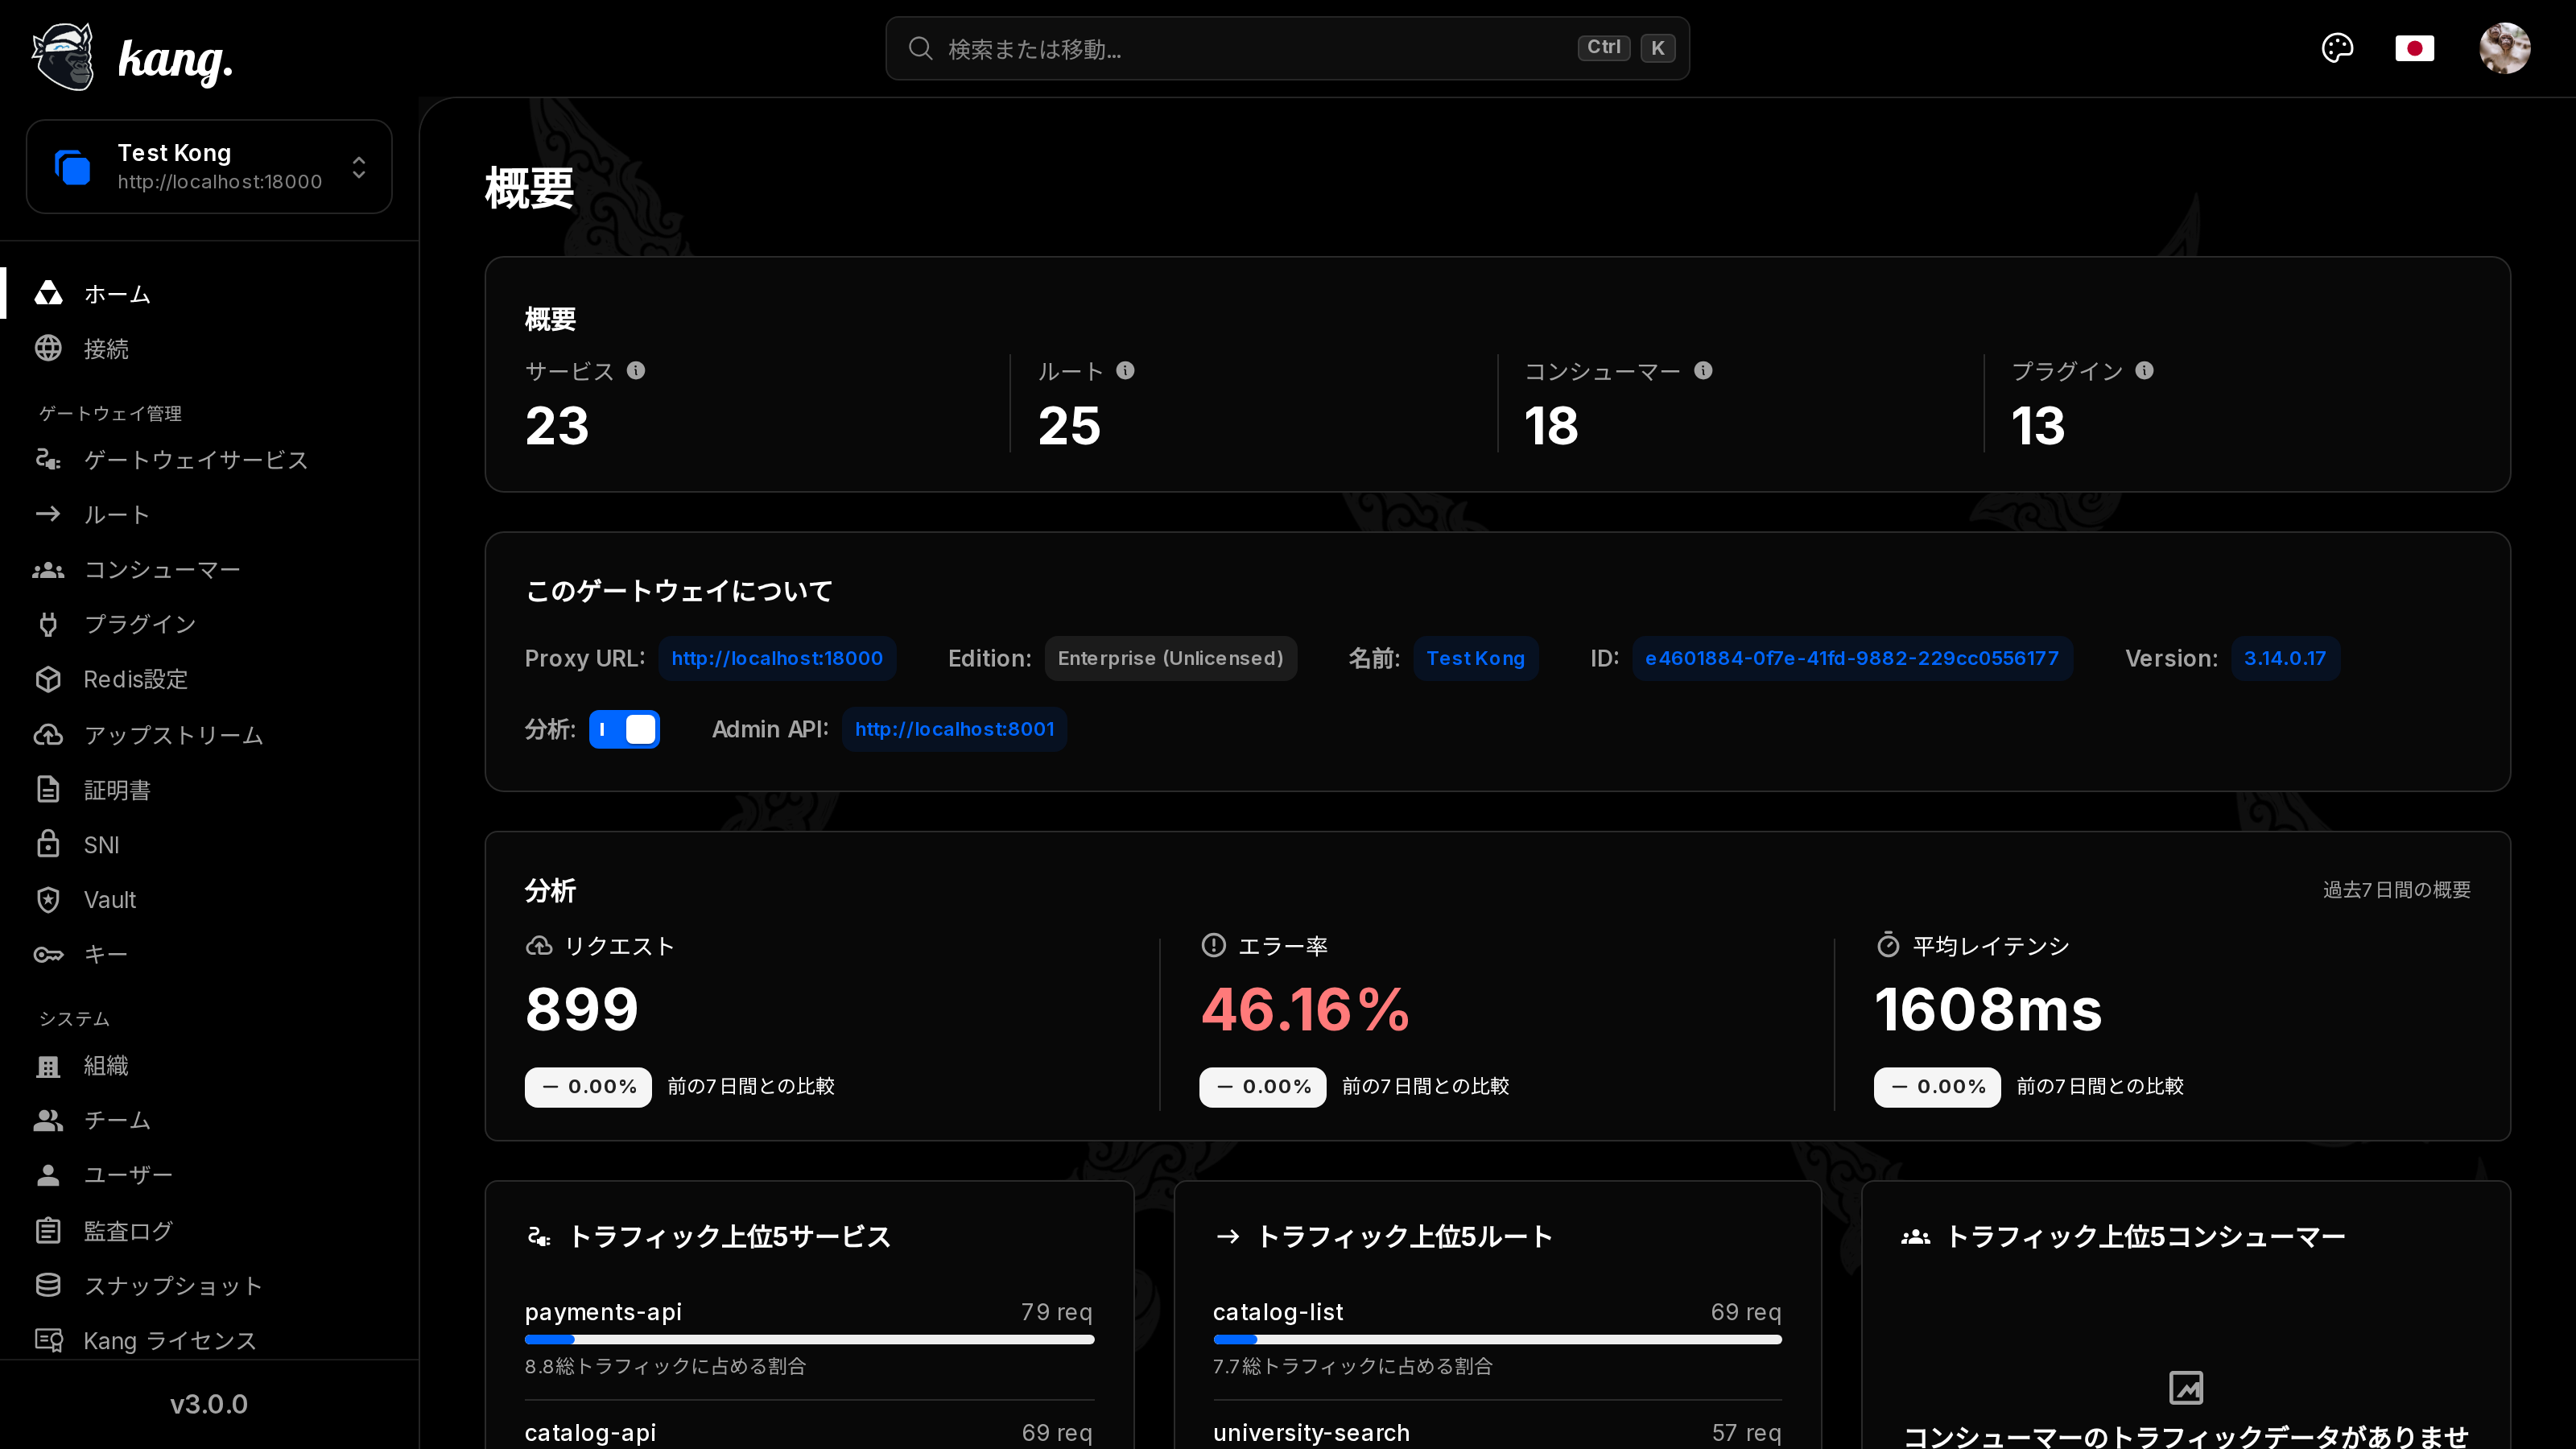 kang.
検索または移動...
Ctrl K
Test Kong
http://localhost:18000
ホーム
接続
ゲートウェイ管理
ゲートウェイサービス
ルート
コンシューマー
プラグイン
Redis設定
アップストリーム
証明書
SNI
Vault
キー
システム
組織
チーム
ユーザー
監査ログ
スナップショット
Kang ライセンス
v3.0.0
概要
概要
サービス
23
ルート
25
コンシューマー
18
プラグイン
13
このゲートウェイについて
Proxy URL: http://localhost:18000 Edition: Enterprise (Unlicensed) 名前: Test Kong ID: e4601884-0f7e-41fd-9882-229cc0556177 Version: 3.14.0.17
分析: Admin API: http://localhost:8001
分析
過去7日間の概要
リクエスト
899
0.00% 前の7日間との比較
エラー率
46.16%
0.00% 前の7日間との比較
平均レイテンシ
1608ms
0.00% 前の7日間との比較
トラフィック上位5サービス
payments-api 79 req
8.8総トラフィックに占める割合
catalog-api 69 req
トラフィック上位5ルート
catalog-list 69 req
7.7総トラフィックに占める割合
university-search 57 req
トラフィック上位5コンシューマー
コンシューマーのトラフィックデータがありませ